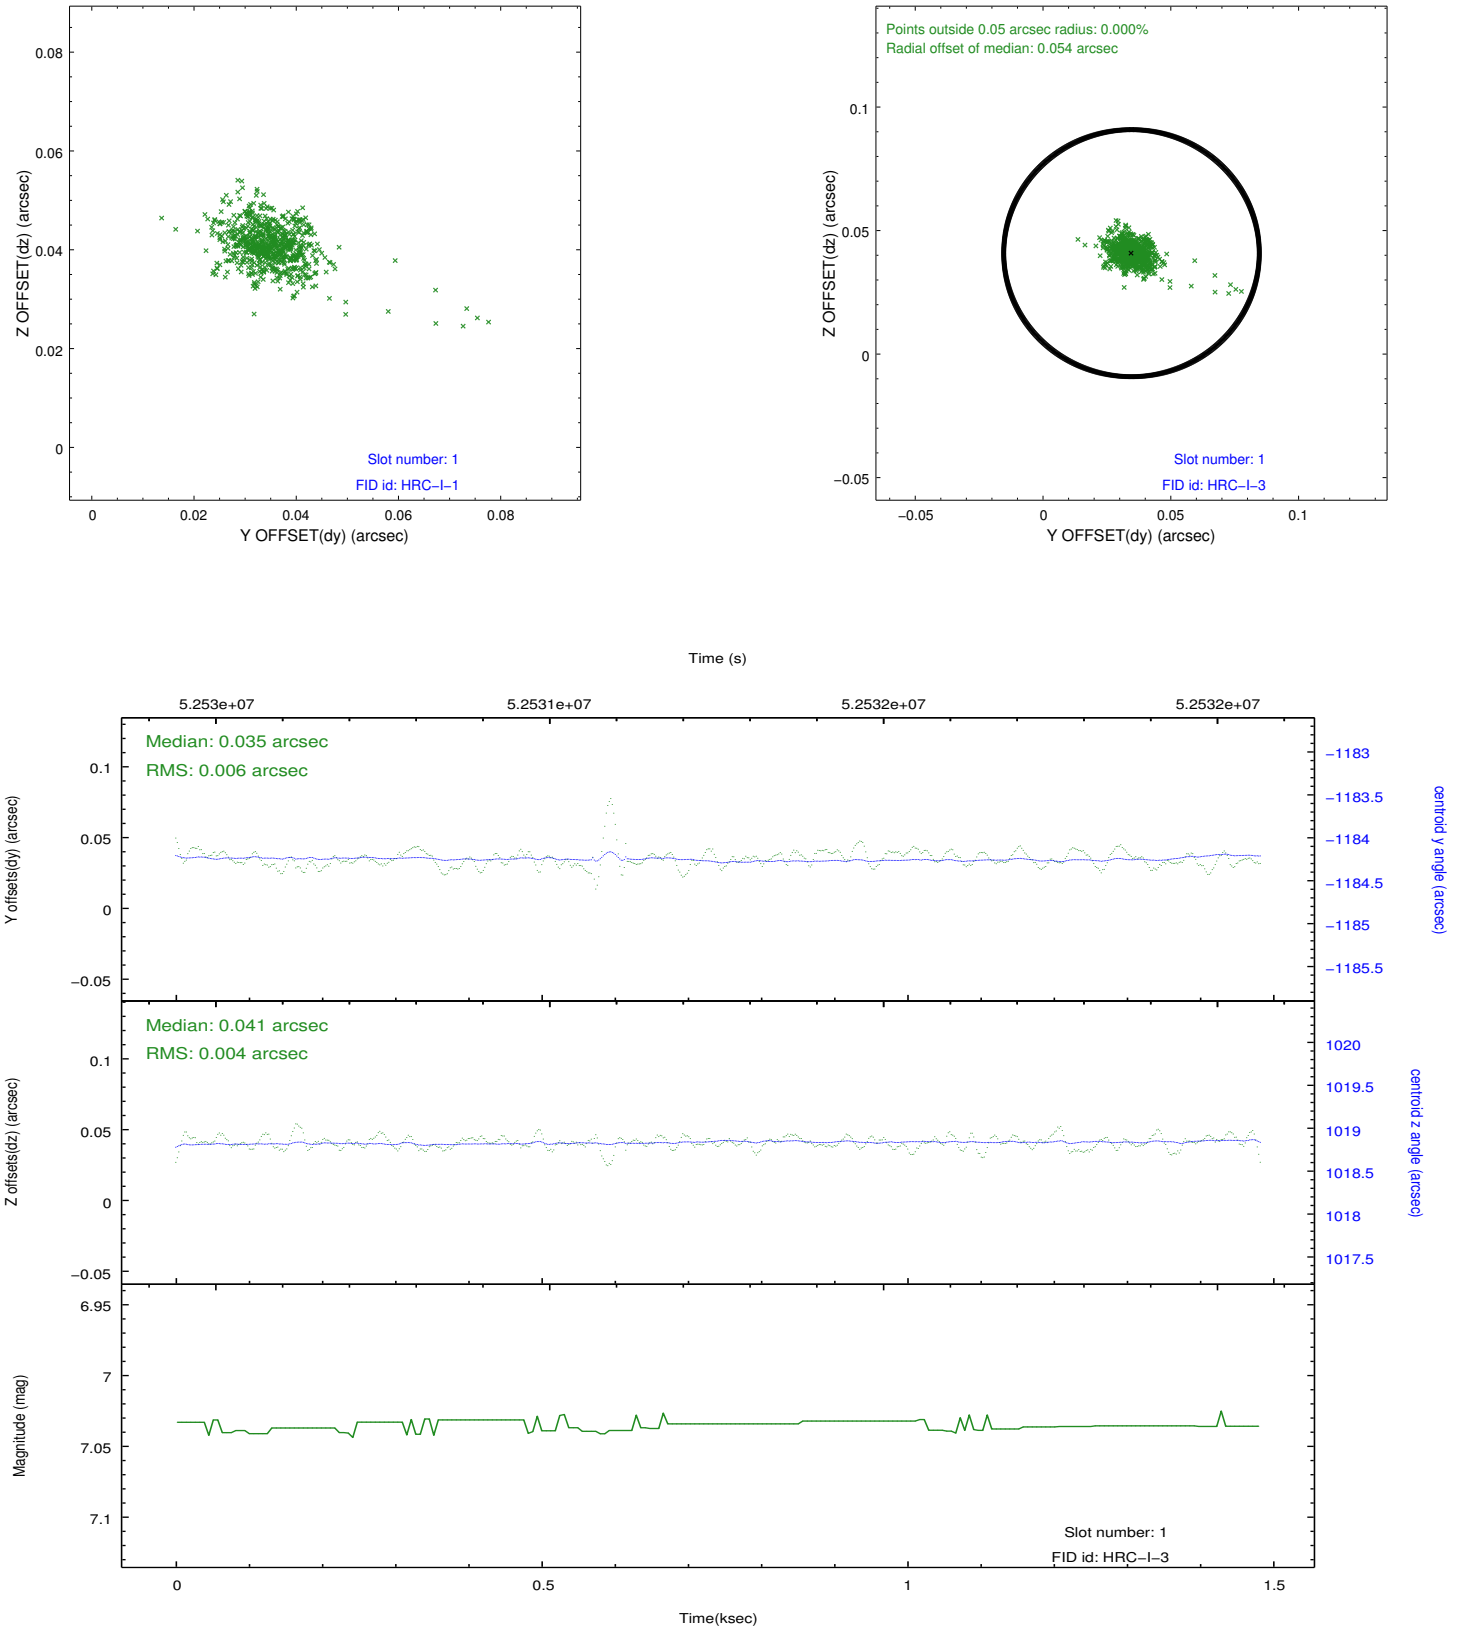 0.08
0.06
0.04
0.02
0
Z OFFSET(dz) (arcsec)
Slot number: 1
FID id: HRC−I−1
0 0.02 0.04 0.06 0.08
Y OFFSET(dy) (arcsec)
Points outside 0.05 arcsec radius: 0.000%
Radial offset of median: 0.054 arcsec
0.1
0.05
0
−0.05
Z OFFSET(dz) (arcsec)
Slot number: 1
FID id: HRC−I−3
−0.05 0 0.05 0.1
Y OFFSET(dy) (arcsec)
Time (s)
5.253e+07 5.2531e+07 5.2532e+07 5.2532e+07
Median: 0.035 arcsec
RMS: 0.006 arcsec
0.1
0.05
0
−0.05
Y offsets(dy) (arcsec)
−1183
−1183.5
−1184
−1184.5
−1185
−1185.5
centroid y angle (arcsec)
Median: 0.041 arcsec
RMS: 0.004 arcsec
0.1
0.05
0
−0.05
Z offsets(dz) (arcsec)
1020
1019.5
1019
1018.5
1018
1017.5
centroid z angle (arcsec)
6.95
7
7.05
7.1
Magnitude (mag)
Slot number: 1
FID id: HRC−I−3
0 0.5 1 1.5
Time(ksec)